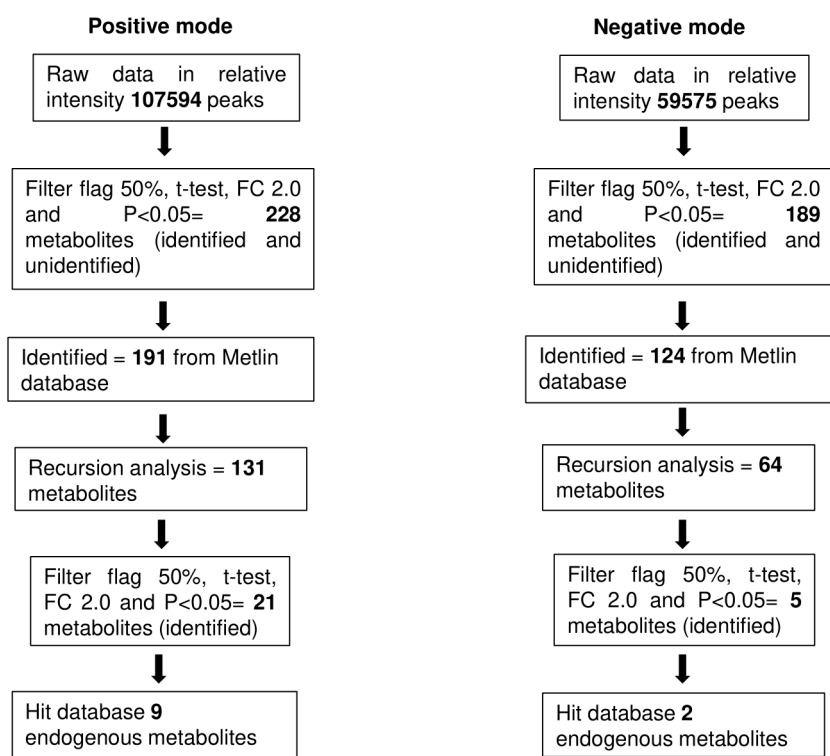 Positive mode
Raw data in relative
intensity 107594 peaks
Filter flag 50%, t-test, FC 2.0
and P<0.05= 228
metabolites (identified and
unidentified)
Identified = 191 from Metlin
database
Recursion analysis = 131
metabolites
Filter flag 50%, t-test,
FC 2.0 and P<0.05= 21
metabolites (identified)
Hit database 9
endogenous metabolites
Negative mode
Raw data in relative
intensity 59575 peaks
Filter flag 50%, t-test, FC 2.0
and P<0.05= 189
metabolites (identified and
unidentified)
Identified = 124 from Metlin
database
Recursion analysis = 64
metabolites
Filter flag 50%, t-test,
FC 2.0 and P<0.05= 5
metabolites (identified)
Hit database 2
endogenous metabolites